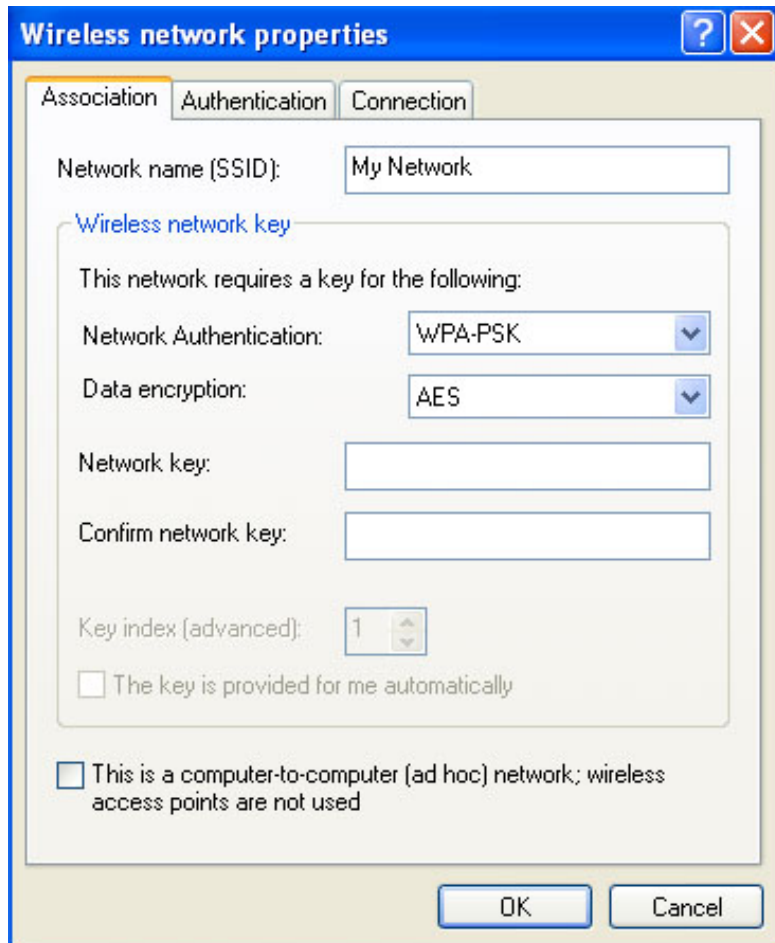 Wireless network properties
Association Authentication Connection
Network name (SSID): My Network
Wireless network key
This network requires a key for the following:
Network Authentication: WPA-PSK
Data encryption: AES
Network key:
Confirm network key:
Key index (advanced): 1
The key is provided for me automatically
This is a computer-to-computer (ad hoc) network; wireless
access points are not used
OK Cancel